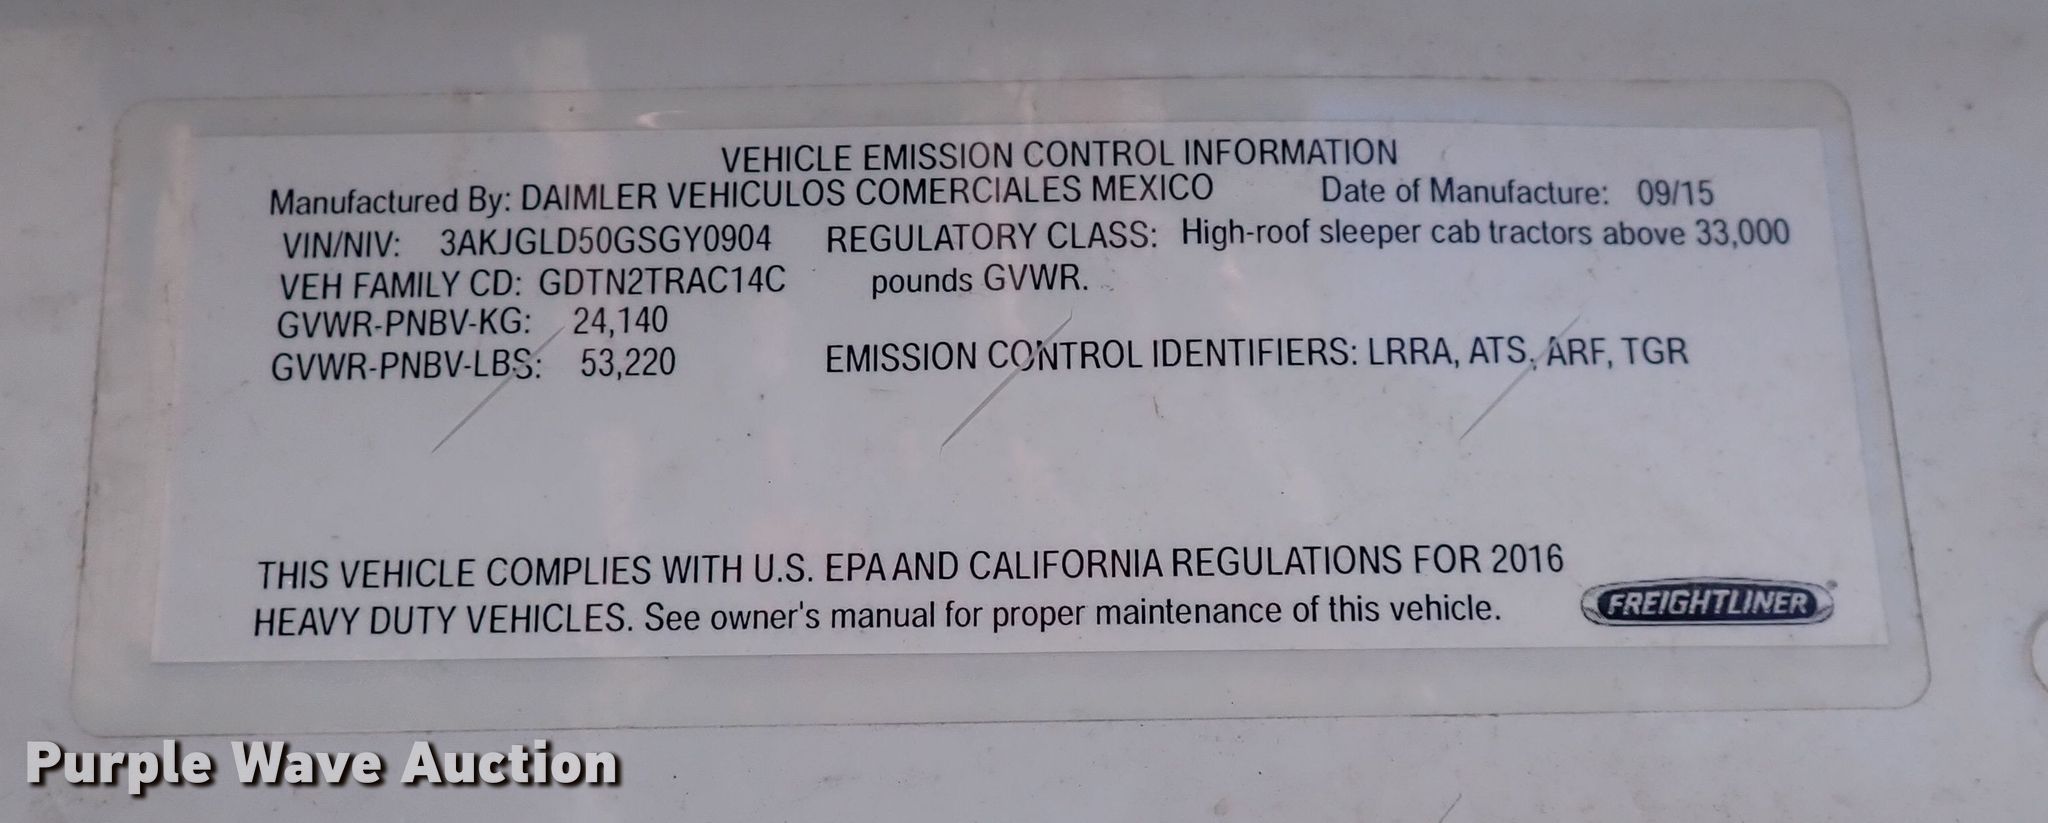 VEHICLE EMISSION CONTROL INFORMATION
Manufactured By: DAIMLER VEHICULOS COMERCIALES MEXICO Date of Manufacture: 09/15
VIN/NIV: 3AKJGLD50GSGY0904 REGULATORY CLASS: High-roof sleeper cab tractors above 33,000
VEH FAMILY CD: GDTN2TRAC14C pounds GVWR.
GVWR-PNBV-KG: 24,140
GVWR-PNBV-LBS: 53,220 EMISSION CONTROL IDENTIFIERS: LRRA, ATS, ARF, TGR
THIS VEHICLE COMPLIES WITH U.S. EPA AND CALIFORNIA REGULATIONS FOR 2016
HEAVY DUTY VEHICLES. See owner's manual for proper maintenance of this vehicle.
FREIGHTLINER
Purple Wave Auction